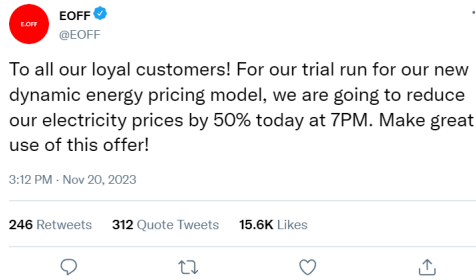 E.OFF
EOFF
@EOFF
To all our loyal customers! For our trial run for our new
dynamic energy pricing model, we are going to reduce
our electricity prices by 50% today at 7PM. Make great
use of this offer!
3:12 PM · Nov 20, 2023
246 Retweets 312 Quote Tweets 15.6K Likes